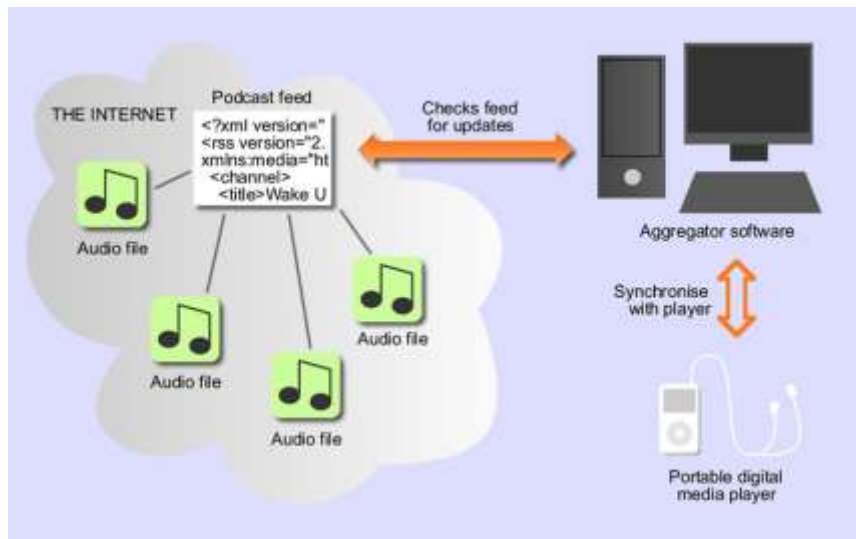 THE INTERNET
Podcast feed
<?xml version="
<rss version="2.
xmlns:media="ht
<channel>
<title>Wake U
Audio file
Audio file
Audio file
Audio file
Checks feed
for updates
Aggregator software
Synchronise
with player
Portable digital
media player